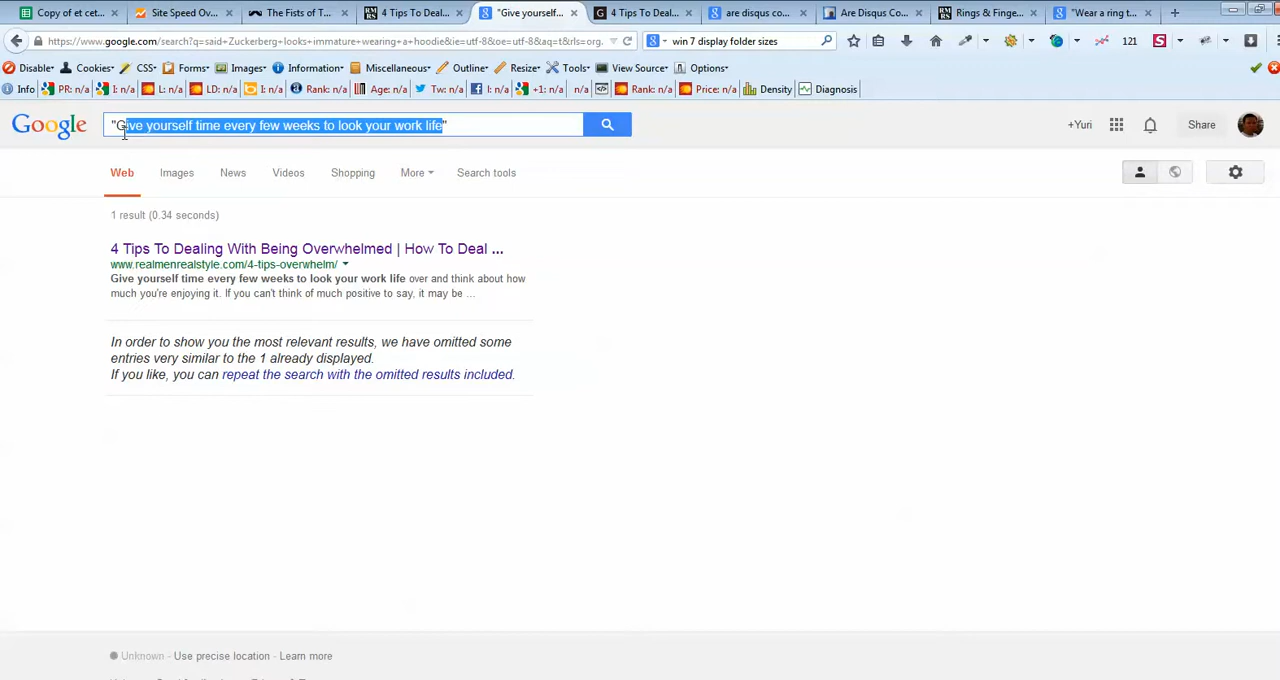 Copy of et cet...
Site Speed Ov...
The Fists of T...
4 Tips To Deal...
"Give yourself...
4 Tips To Deal...
are disqus co...
Are Disqus Co...
Rings & Finge...
"Wear a ring t...
https://www.google.com/search?q=said+Zuckerberg+looks+immature+wearing+a+hoodie&ie=utf-8&oe=utf-8&aq=t&rls=org.
win 7 display folder sizes
121
Disable Cookies CSS Forms Images Information Miscellaneous Outline Resize Tools View Source Options
Info PR: n/a I: n/a L: n/a LD: n/a I: n/a Rank: n/a Age: n/a Tw: n/a I: n/a +1: n/a n/a Rank: n/a Price: n/a Density Diagnosis
Google
"Give yourself time every few weeks to look your work life"
+Yuri
Share
Web Images News Videos Shopping More Search tools
1 result (0.34 seconds)
4 Tips To Dealing With Being Overwhelmed | How To Deal ...
www.realmenrealstyle.com/4-tips-overwhelm/
Give yourself time every few weeks to look your work life over and think about how
much you're enjoying it. If you can't think of much positive to say, it may be ...
In order to show you the most relevant results, we have omitted some
entries very similar to the 1 already displayed.
If you like, you can repeat the search with the omitted results included.
Unknown - Use precise location - Learn more